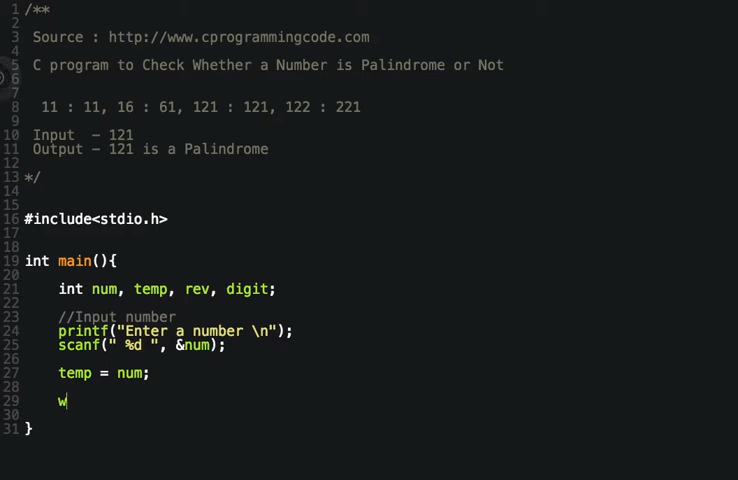 1 /**
2
3 Source : http://www.cprogrammingcode.com
4
5 C program to Check Whether a Number is Palindrome or Not
6
7
8 11 : 11, 16 : 61, 121 : 121, 122 : 221
9
10 Input - 121
11 Output - 121 is a Palindrome
12
13 */
14
15
16 #include<stdio.h>
17
18
19 int main(){
20
21 int num, temp, rev, digit;
22
23 //Input number
24 printf("Enter a number \n");
25 scanf(" %d ", &num);
26
27 temp = num;
28
29 w
30
31 }